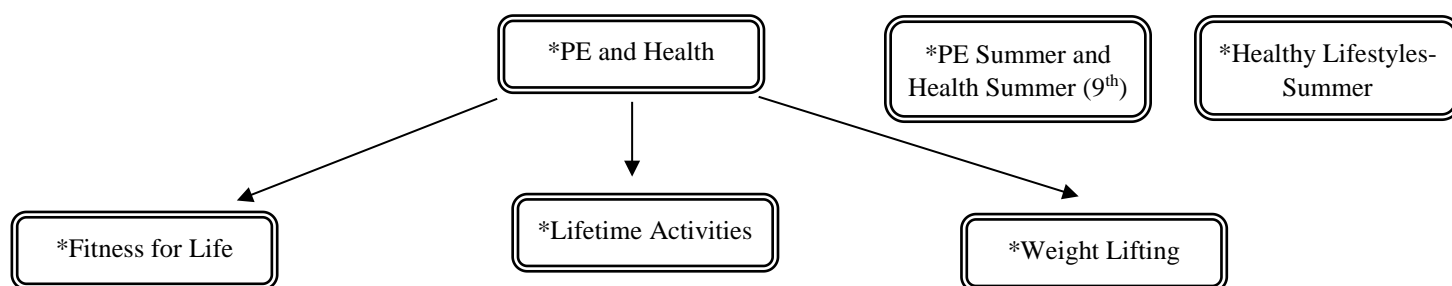 *PE and Health
*PE Summer and
Health Summer (9th)
*Healthy Lifestyles-
Summer
*Fitness for Life
*Lifetime Activities
*Weight Lifting